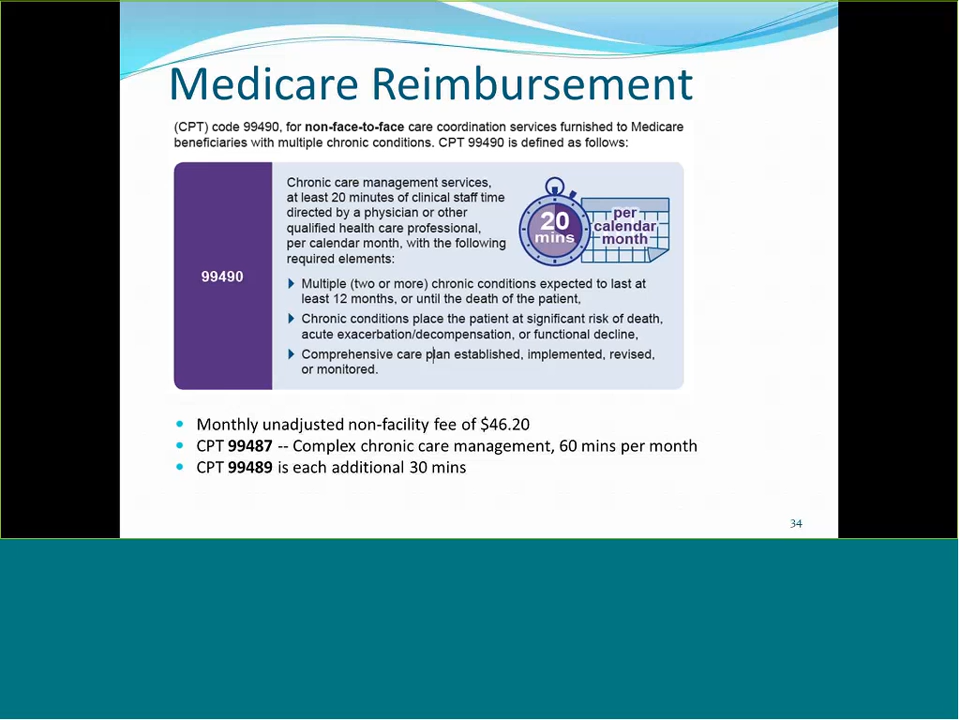 Medicare Reimbursement
(CPT) code 99490, for non-face-to-face care coordination services furnished to Medicare
beneficiaries with multiple chronic conditions. CPT 99490 is defined as follows:
99490
Chronic care management services,
at least 20 minutes of clinical staff time
directed by a physician or other
qualified health care professional,
per calendar month, with the following
required elements:
20
mins
per
calendar
month
Multiple (two or more) chronic conditions expected to last at
least 12 months, or until the death of the patient,
Chronic conditions place the patient at significant risk of death,
acute exacerbation/decompensation, or functional decline,
Comprehensive care plan established, implemented, revised,
or monitored.
• Monthly unadjusted non-facility fee of $46.20
• CPT 99487 -- Complex chronic care management, 60 mins per month
• CPT 99489 is each additional 30 mins
34